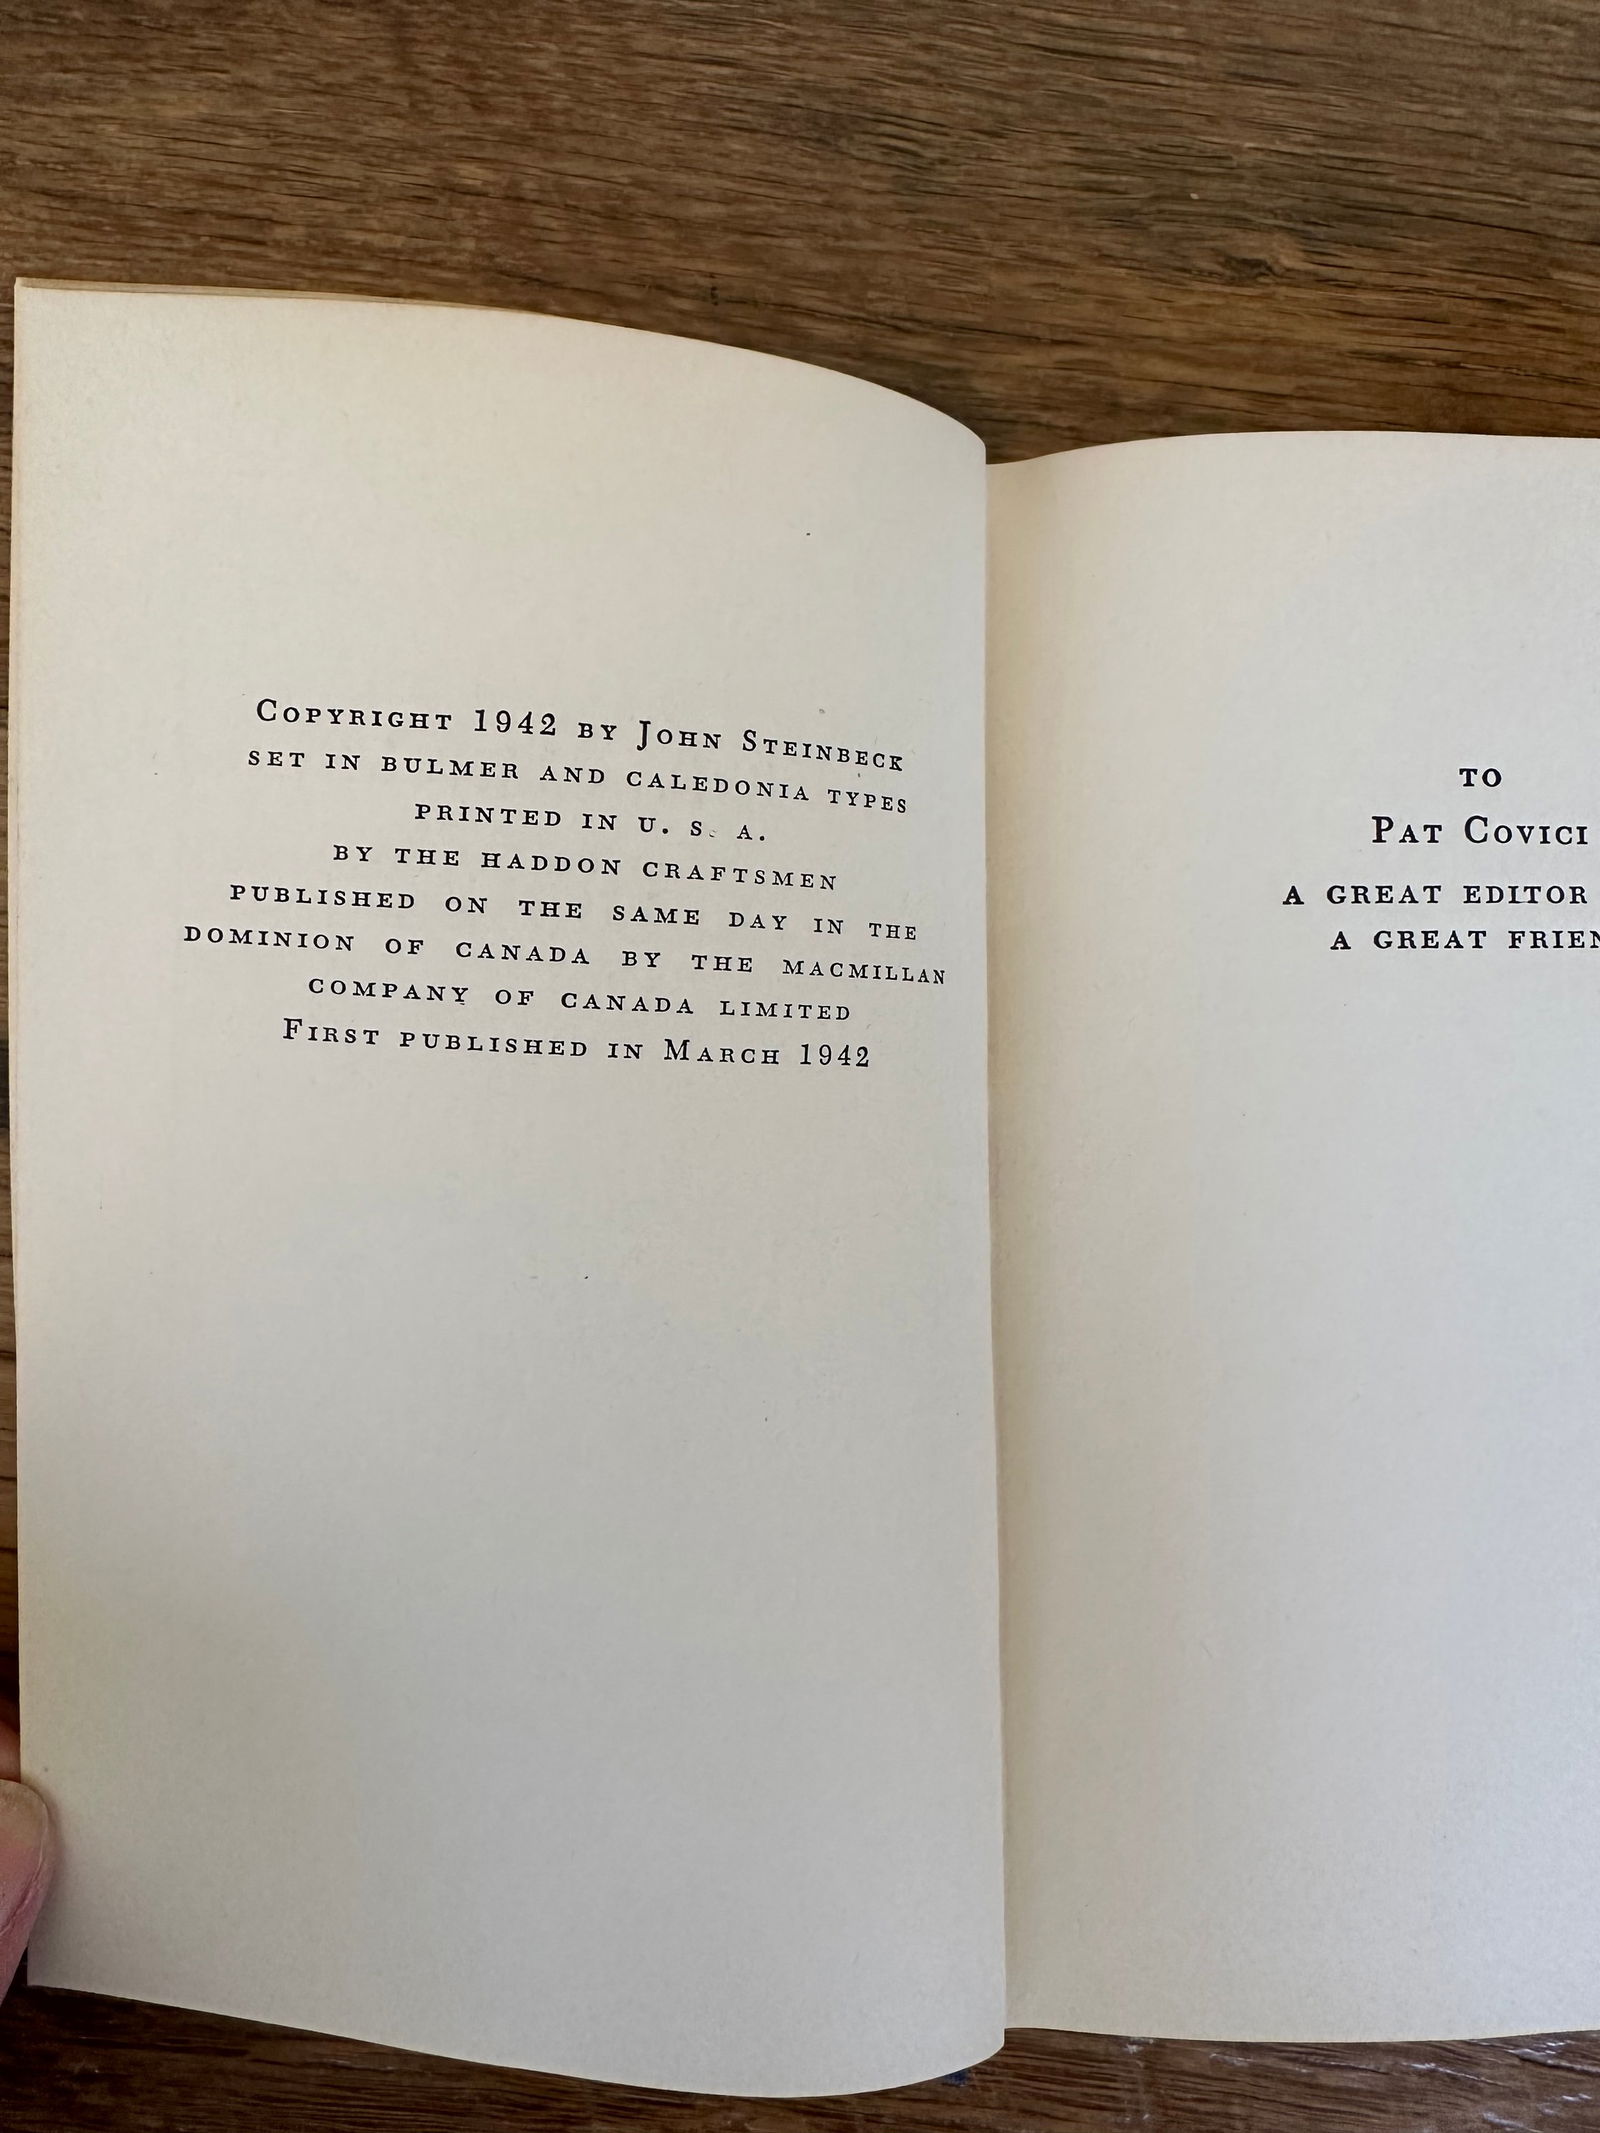 Copyright 1942 by John Steinbeck
set in bulmer and caledonia types
printed in u. s. a.
by the haddon craftsmen
published on the same day in the
dominion of canada by the macmillan
company of canada limited
First published in March 1942
to
Pat Covici
a great editor
a great